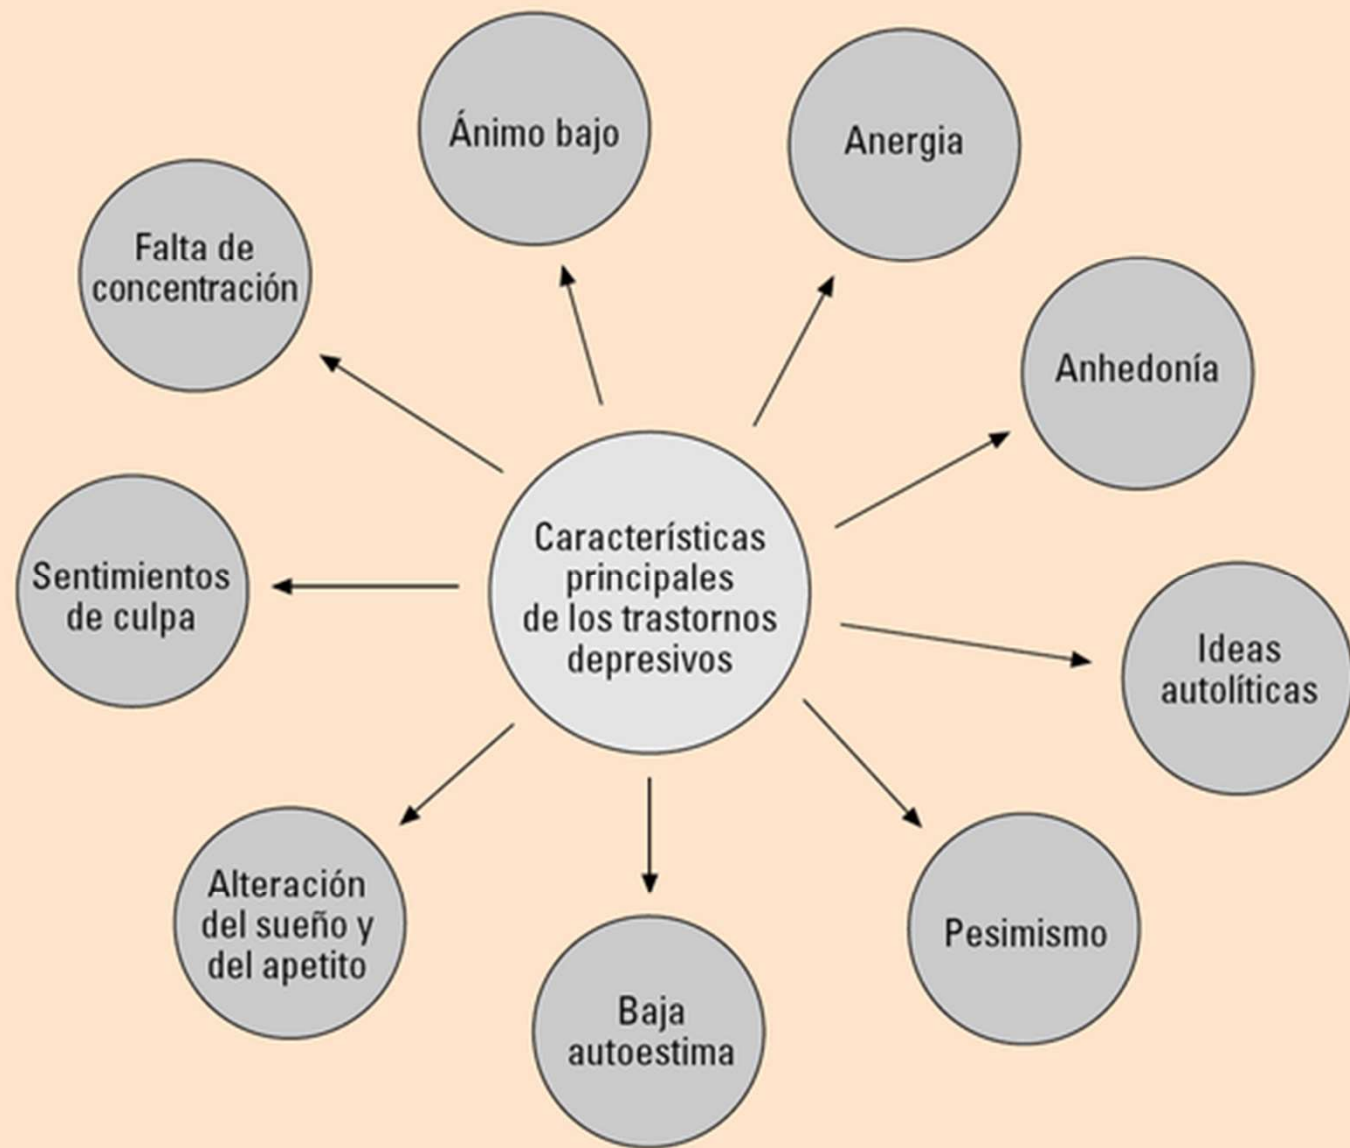 Ánimo bajo
Anergia
Falta de
concentración
Anhedonía
Sentimientos
de culpa
Características
principales
de los trastornos
depresivos
Ideas
autolíticas
Alteración
del sueño y
del apetito
Pesimismo
Baja
autoestima